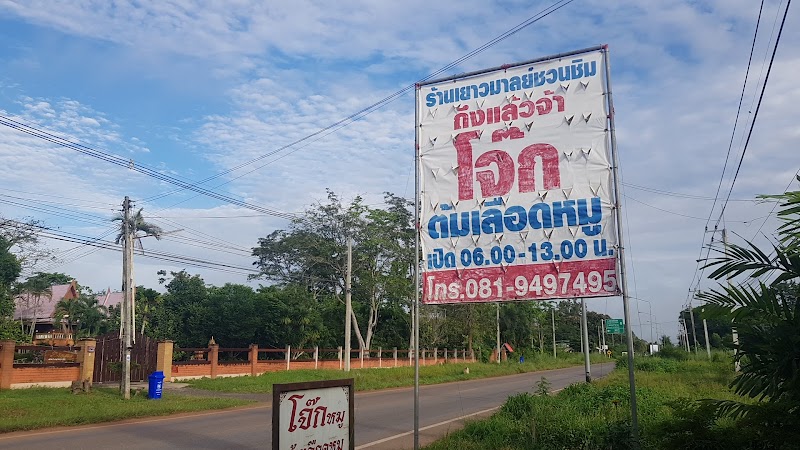 ร้านเยาวมาลย์ชวนชิม
ถึงแล้วจ้า
โจ๊ก
ต้มเลือดหมู
เปิด 06.00 - 13.00 น.
โทร.081-9497495
โจ๊กหมู